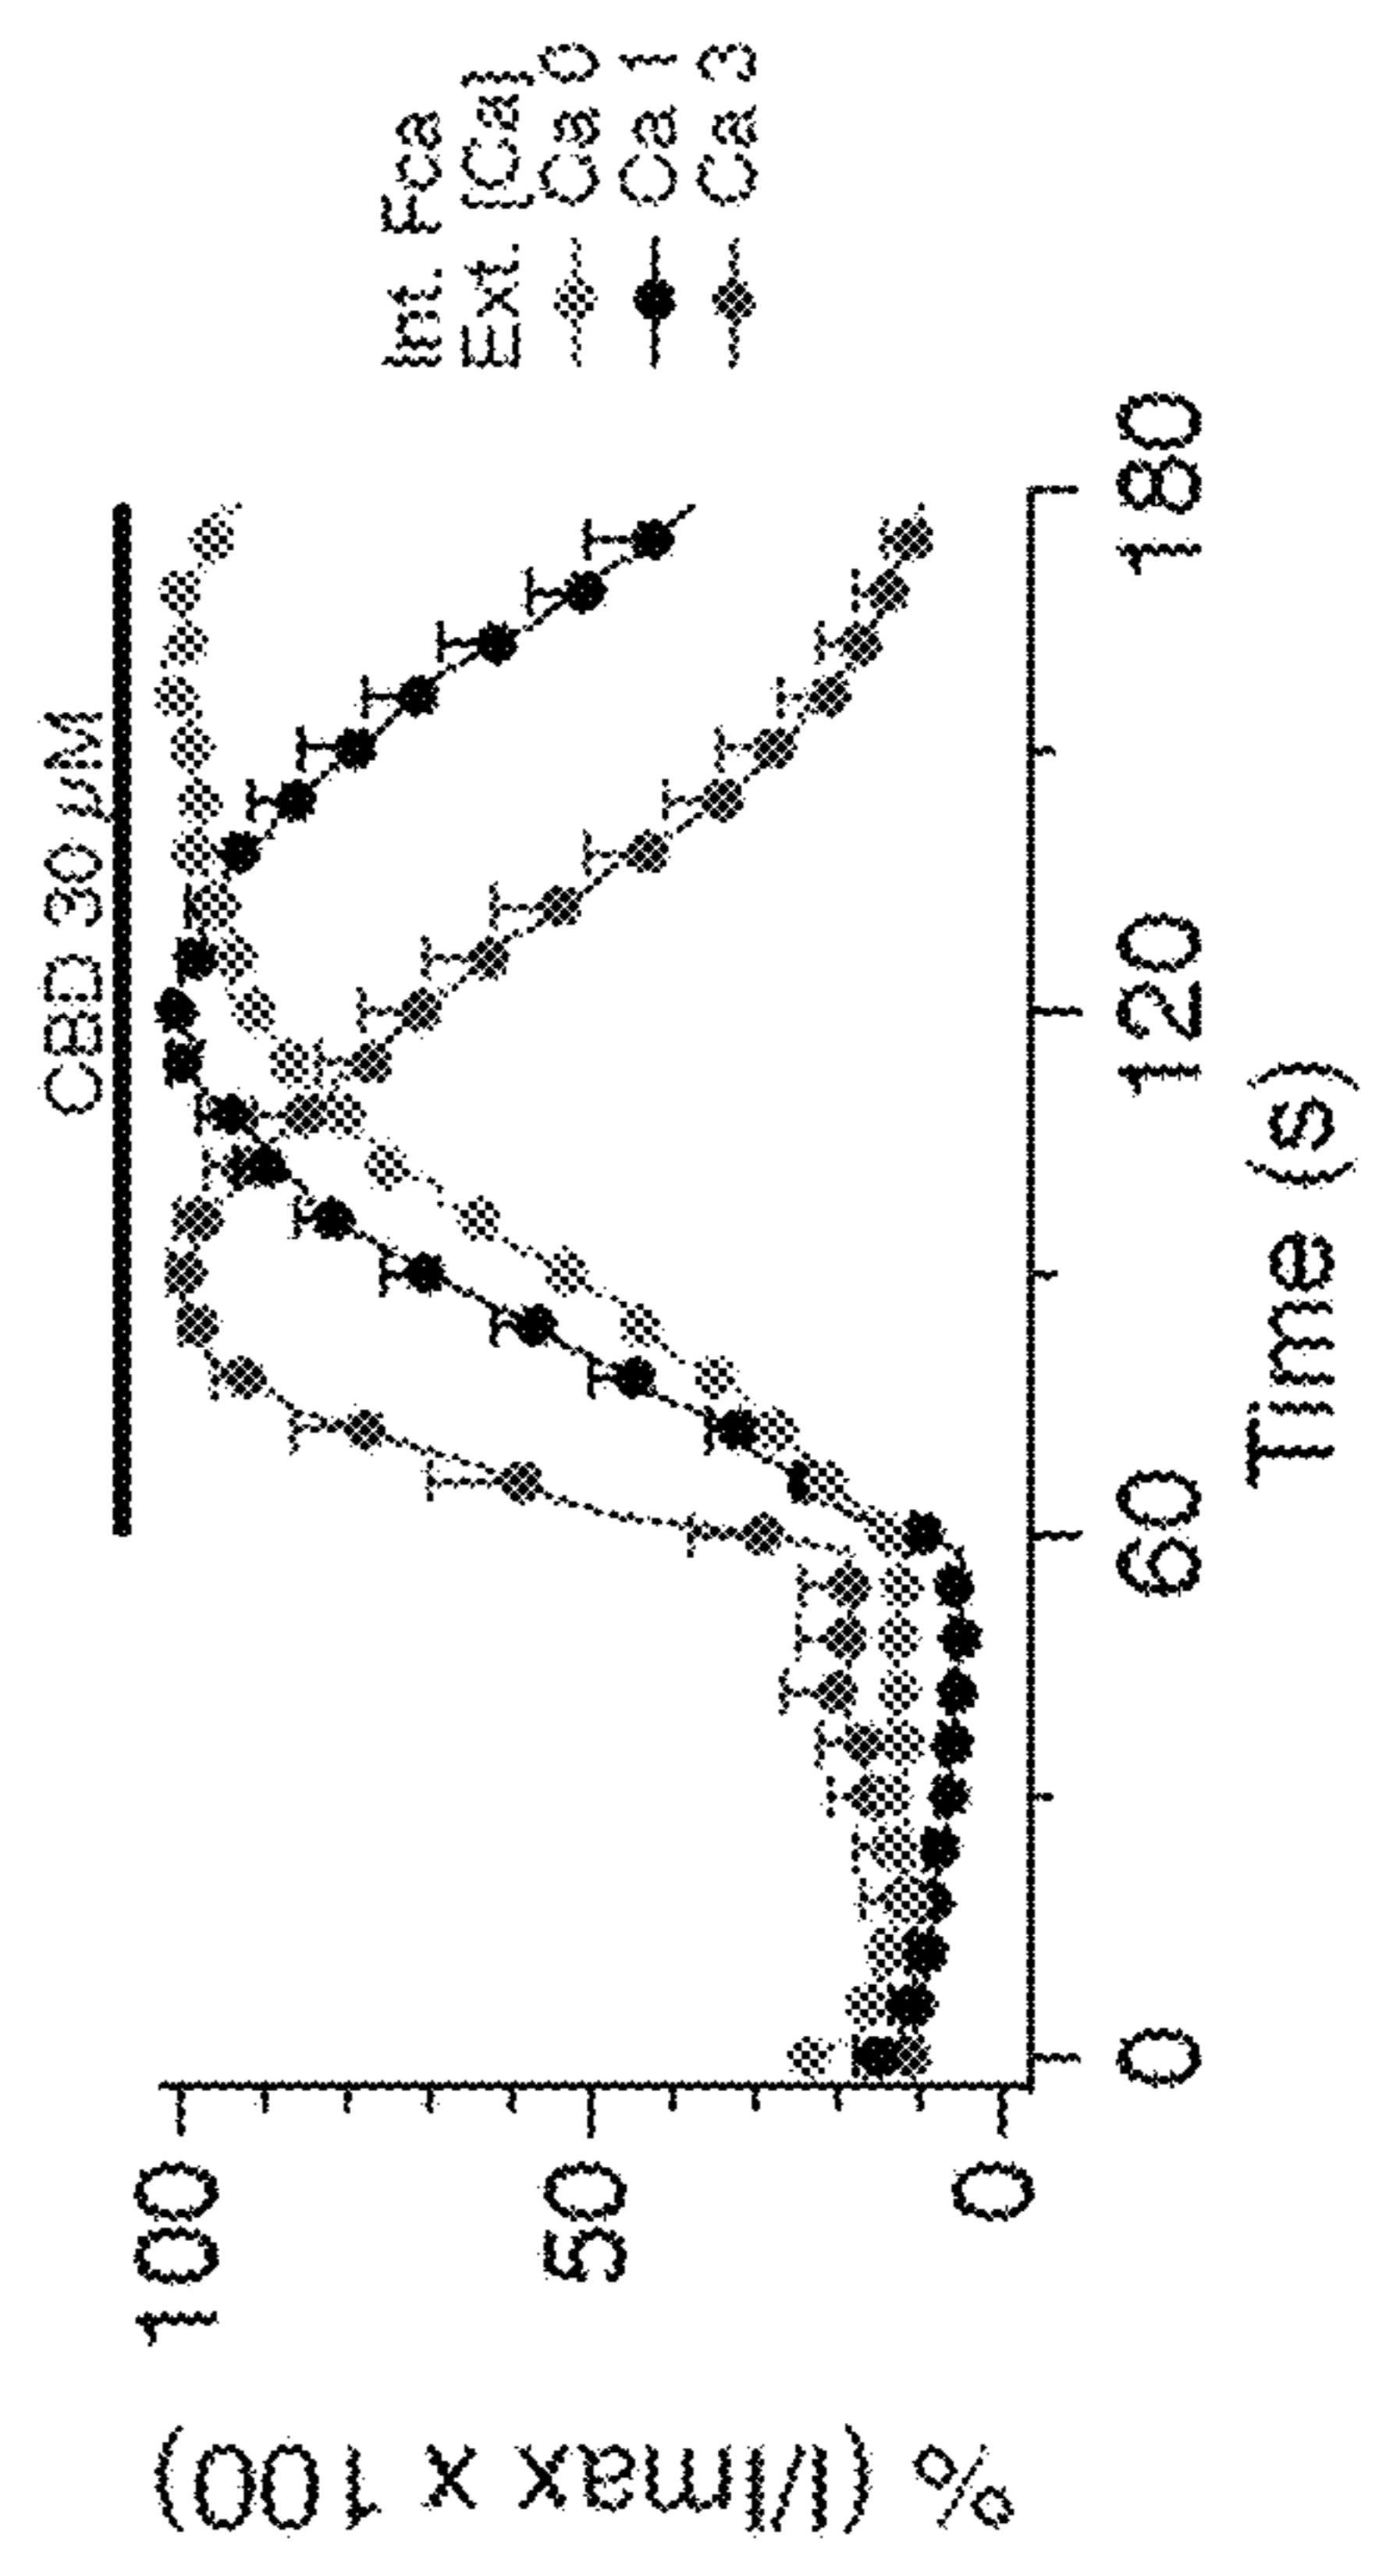 CBD 30 µM
Int. Fca
Ext. [Ca]
Ca 0
Ca 1
Ca 3
100
50
0
% (I/Imax x 100)
0
60
120
180
Time (s)